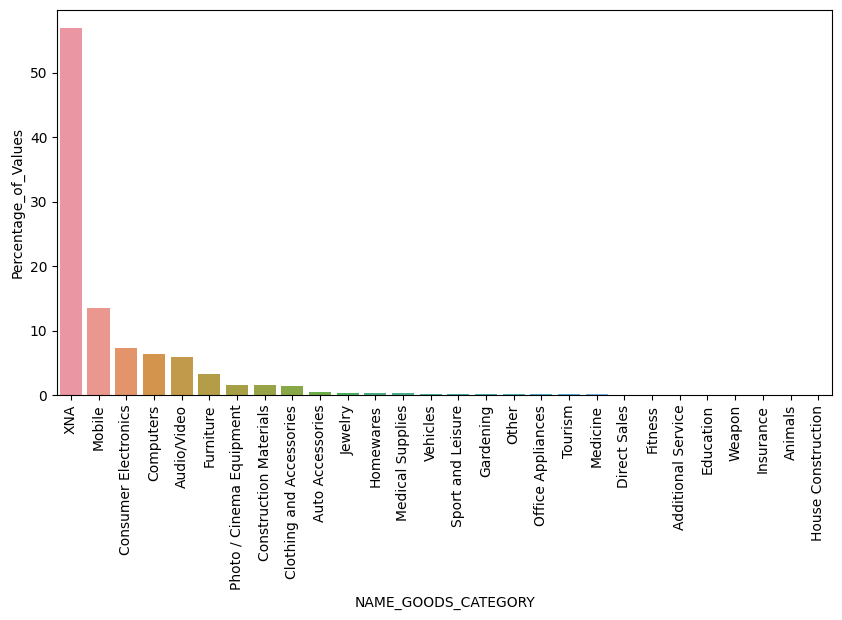 Percentage_of_Values
50
40
30
20
10
0
XNA
Mobile
Consumer Electronics
Computers
Audio/Video
Furniture
Photo / Cinema Equipment
Construction Materials
Clothing and Accessories
Auto Accessories
Jewelry
Homewares
Medical Supplies
Vehicles
Sport and Leisure
Gardening
Other
Office Appliances
Tourism
Medicine
Direct Sales
Fitness
Additional Service
Education
Weapon
Insurance
Animals
House Construction
NAME_GOODS_CATEGORY